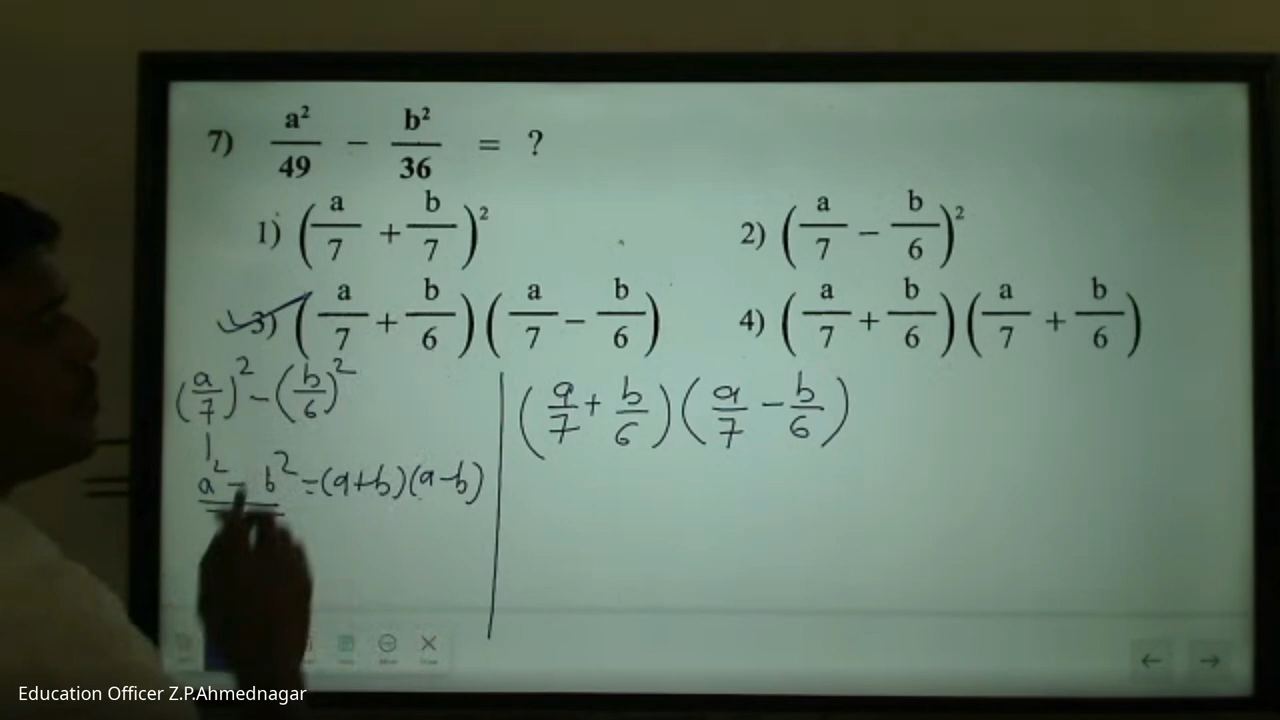 7) a²/49 − b²/36 = ?
1) (a/7 + b/7)² 2) (a/7 − b/6)²
3) (a/7 + b/6)(a/7 − b/6) 4) (a/7 + b/6)(a/7 + b/6)
(a/7)² − (b/6)²
a² − b² = (a+b)(a−b)
(a/7 + b/6)(a/7 − b/6)
Education Officer Z.P.Ahmednagar